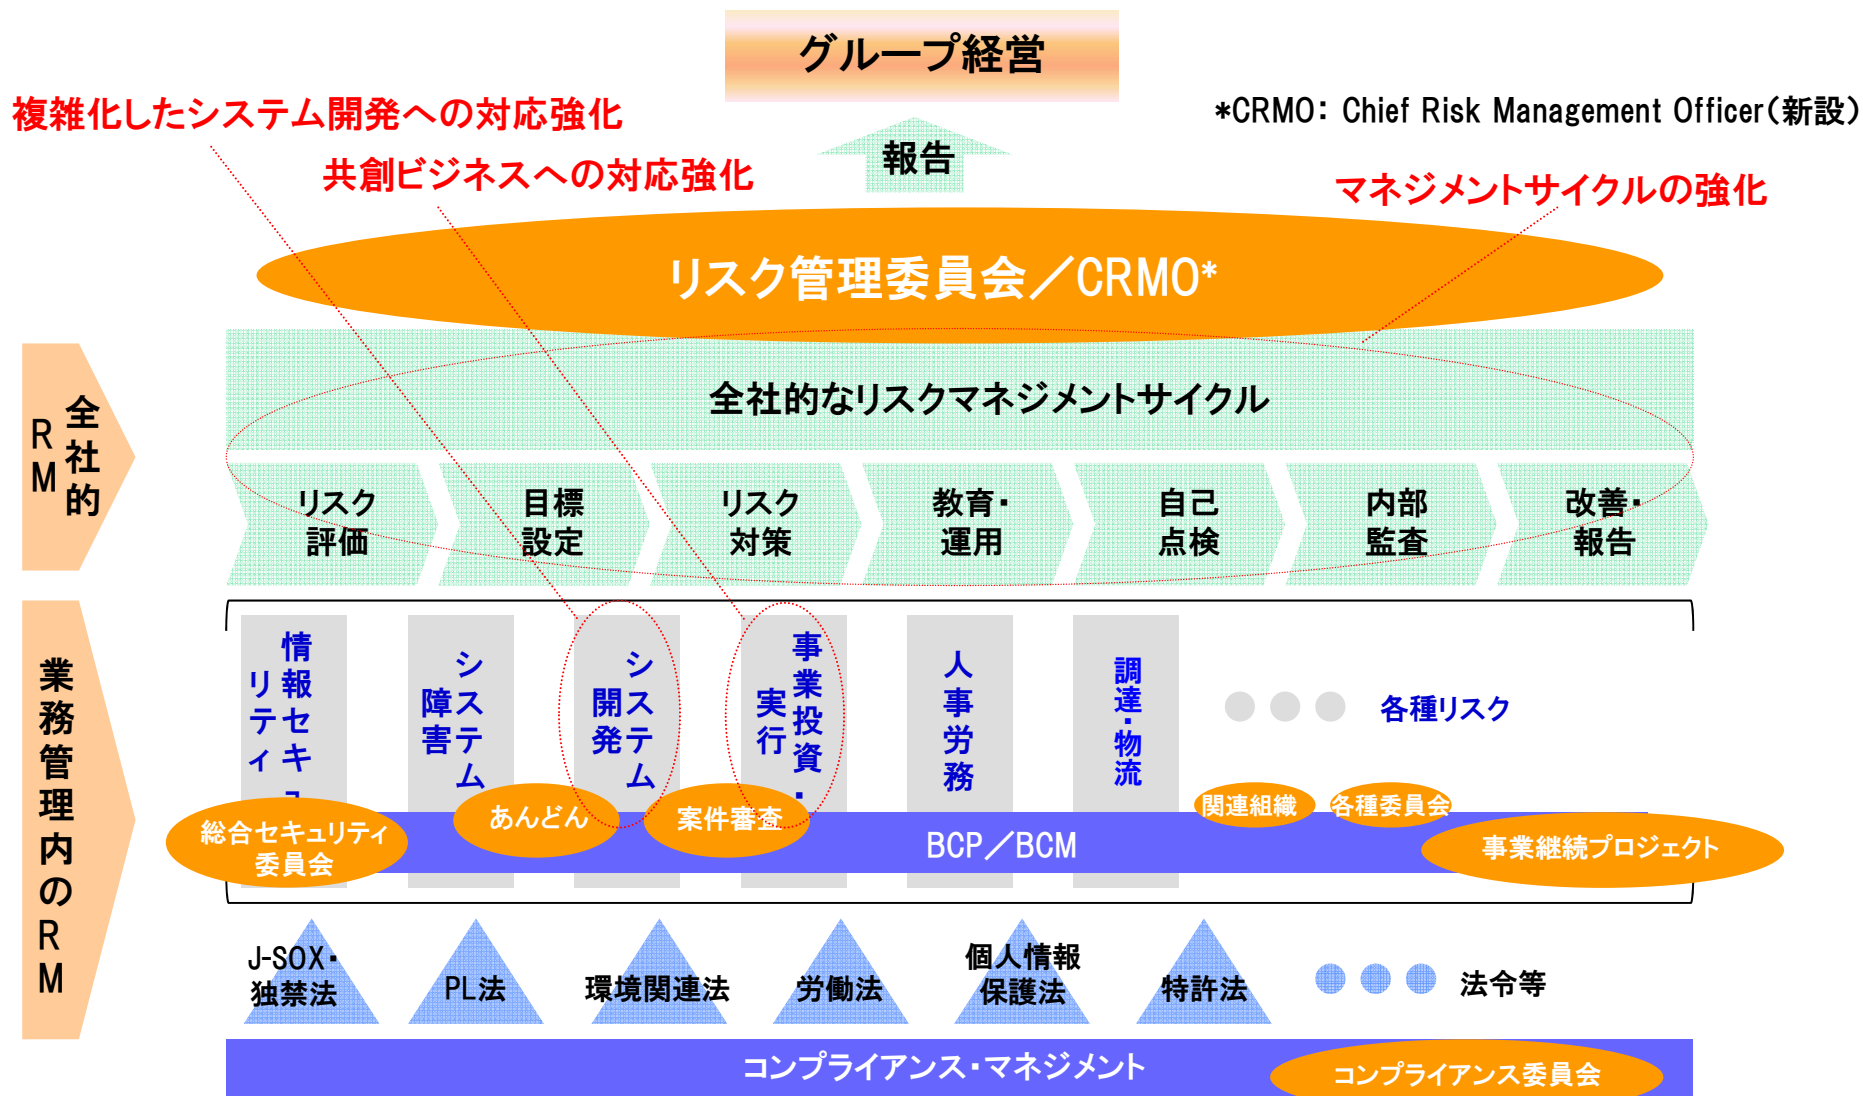 グループ経営
複雑化したシステム開発への対応強化
*CRMO： Chief Risk Management Officer（新設）
報告
共創ビジネスへの対応強化
マネジメントサイクルの強化
リスク管理委員会／CRMO*
全社的
RM
全社的なリスクマネジメントサイクル
リスク
評価
目標
設定
リスク
対策
教育・
運用
自己
点検
内部
監査
改善・
報告
業務管理内のRM
情報セキュ
リティ
システム
障害
システム
開発
事業投資・
実行
人事労務
調達・物流
各種リスク
総合セキュリティ
委員会
あんどん
案件審査
関連組織
各種委員会
BCP／BCM
事業継続プロジェクト
J-SOX・
独禁法
PL法
環境関連法
労働法
個人情報
保護法
特許法
法令等
コンプライアンス・マネジメント
コンプライアンス委員会